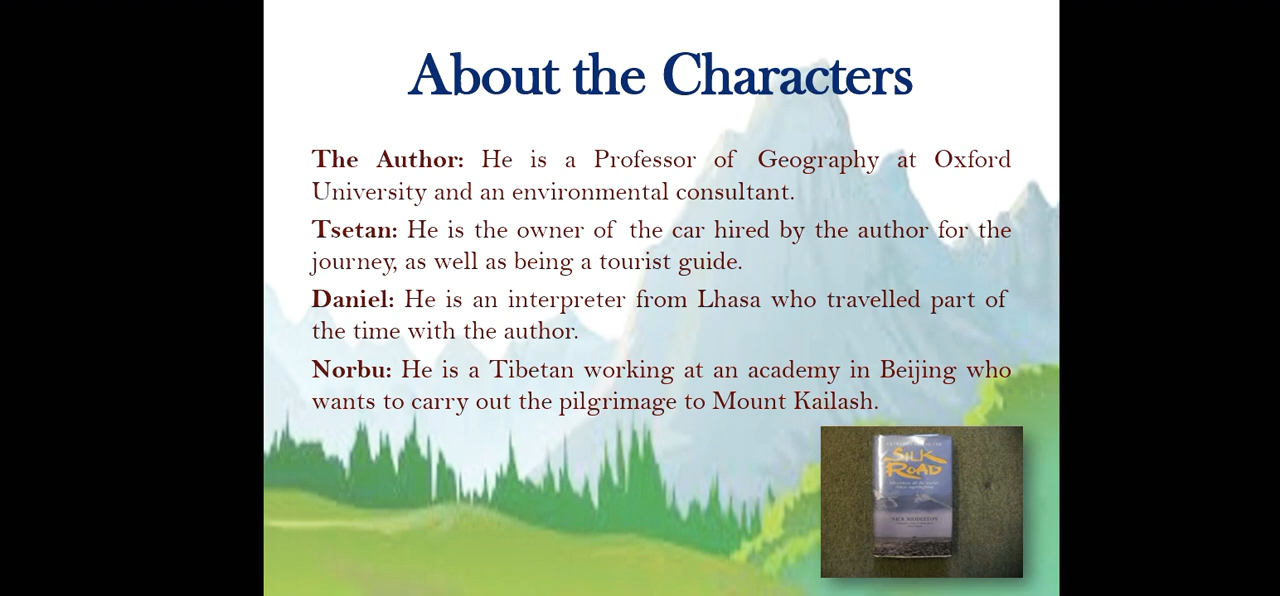 About the Characters
The Author: He is a Professor of Geography at Oxford
University and an environmental consultant.
Tsetan: He is the owner of the car hired by the author for the
journey, as well as being a tourist guide.
Daniel: He is an interpreter from Lhasa who travelled part of
the time with the author.
Norbu: He is a Tibetan working at an academy in Beijing who
wants to carry out the pilgrimage to Mount Kailash.
SILK
ROAD
NICK MIDDLETON